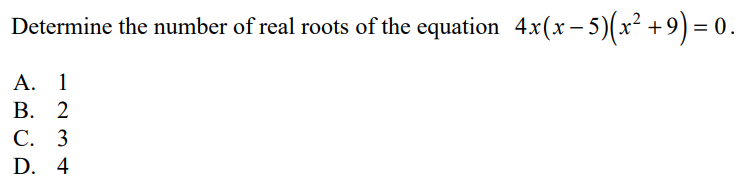 Determine the number of real roots of the equation 4x(x − 5)(x² + 9) = 0.
A. 1
B. 2
C. 3
D. 4